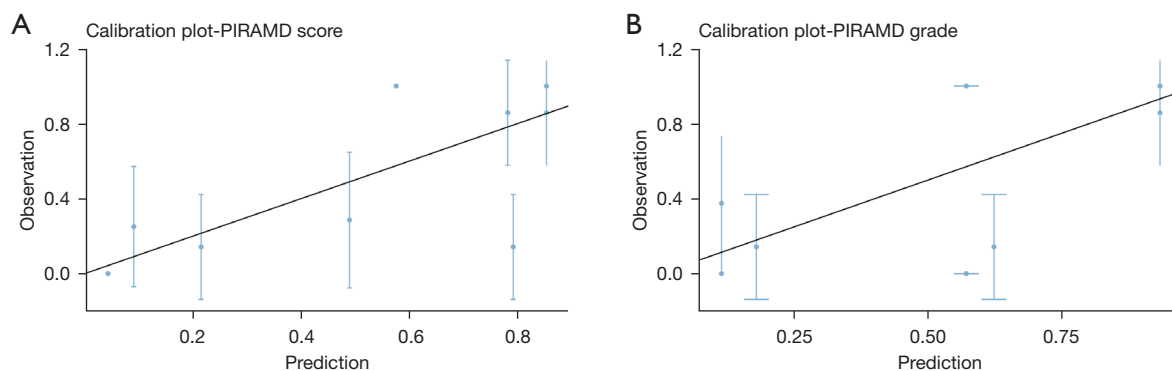 A
Calibration plot-PIRAMD score
1.2
0.8
0.4
0.0
Observation
0.2 0.4 0.6 0.8
Prediction
B
Calibration plot-PIRAMD grade
1.2
0.8
0.4
0.0
Observation
0.25 0.50 0.75
Prediction